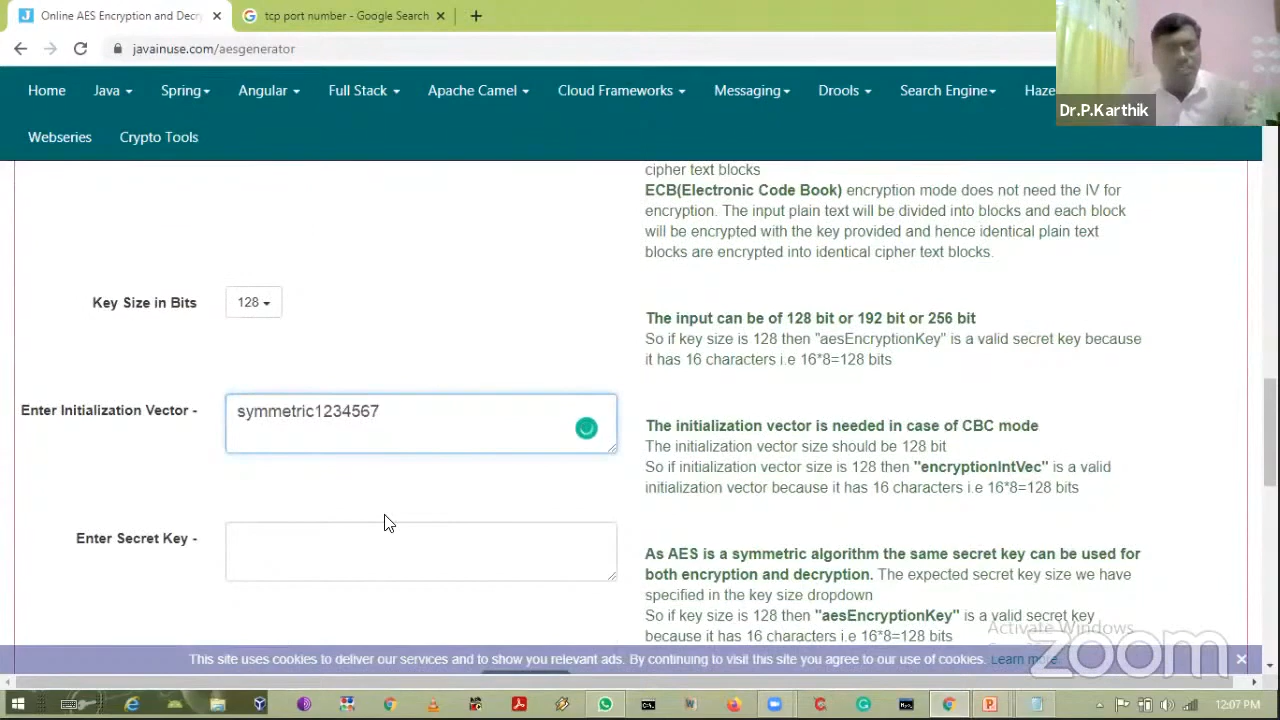 Online AES Encryption and Decry
tcp port number - Google Search
javainuse.com/aesgenerator
Home
Java
Spring
Angular
Full Stack
Apache Camel
Cloud Frameworks
Messaging
Drools
Search Engine
Haze
Dr.P.Karthik
Webseries
Crypto Tools
cipher text blocks
ECB(Electronic Code Book) encryption mode does not need the IV for
encryption. The input plain text will be divided into blocks and each block
will be encrypted with the key provided and hence identical plain text
blocks are encrypted into identical cipher text blocks.
Key Size in Bits
128
The input can be of 128 bit or 192 bit or 256 bit
So if key size is 128 then "aesEncryptionKey" is a valid secret key because
it has 16 characters i.e 16*8=128 bits
Enter Initialization Vector -
symmetric1234567
The initialization vector is needed in case of CBC mode
The initialization vector size should be 128 bit
So if initialization vector size is 128 then "encryptionIntVec" is a valid
initialization vector because it has 16 characters i.e 16*8=128 bits
Enter Secret Key -
As AES is a symmetric algorithm the same secret key can be used for
both encryption and decryption. The expected secret key size we have
specified in the key size dropdown
So if key size is 128 then "aesEncryptionKey" is a valid secret key
because it has 16 characters i.e 16*8=128 bits
Activate Windows
This site uses cookies to deliver our services and to show you relevant ads. By continuing to visit this site you agree to our use of cookies. Learn more.
zoom
12:07 PM